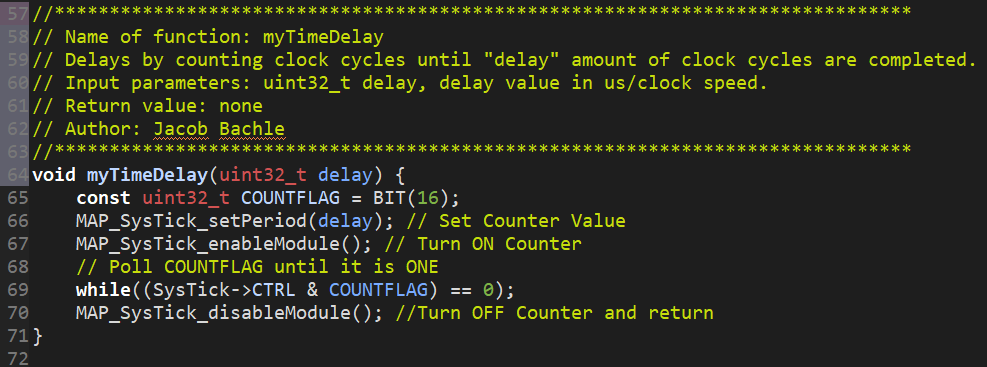 57 //******************************************************************************
58 // Name of function: myTimeDelay
59 // Delays by counting clock cycles until "delay" amount of clock cycles are completed.
60 // Input parameters: uint32_t delay, delay value in us/clock speed.
61 // Return value: none
62 // Author: Jacob Bachle
63 //******************************************************************************
64 void myTimeDelay(uint32_t delay) {
65     const uint32_t COUNTFLAG = BIT(16);
66     MAP_SysTick_setPeriod(delay); // Set Counter Value
67     MAP_SysTick_enableModule(); // Turn ON Counter
68     // Poll COUNTFLAG until it is ONE
69     while((SysTick->CTRL & COUNTFLAG) == 0);
70     MAP_SysTick_disableModule(); //Turn OFF Counter and return
71 }
72